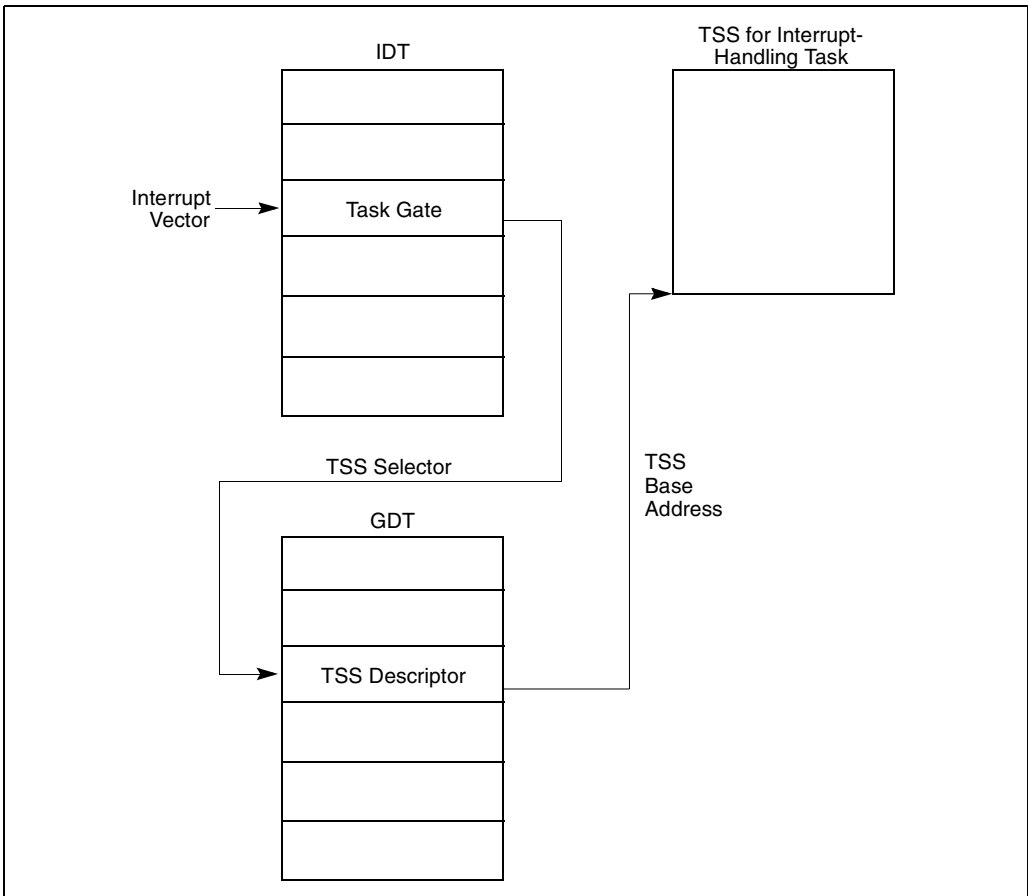 IDT
TSS for Interrupt-
Handling Task
Interrupt
Vector
Task Gate
TSS Selector
TSS
Base
Address
GDT
TSS Descriptor